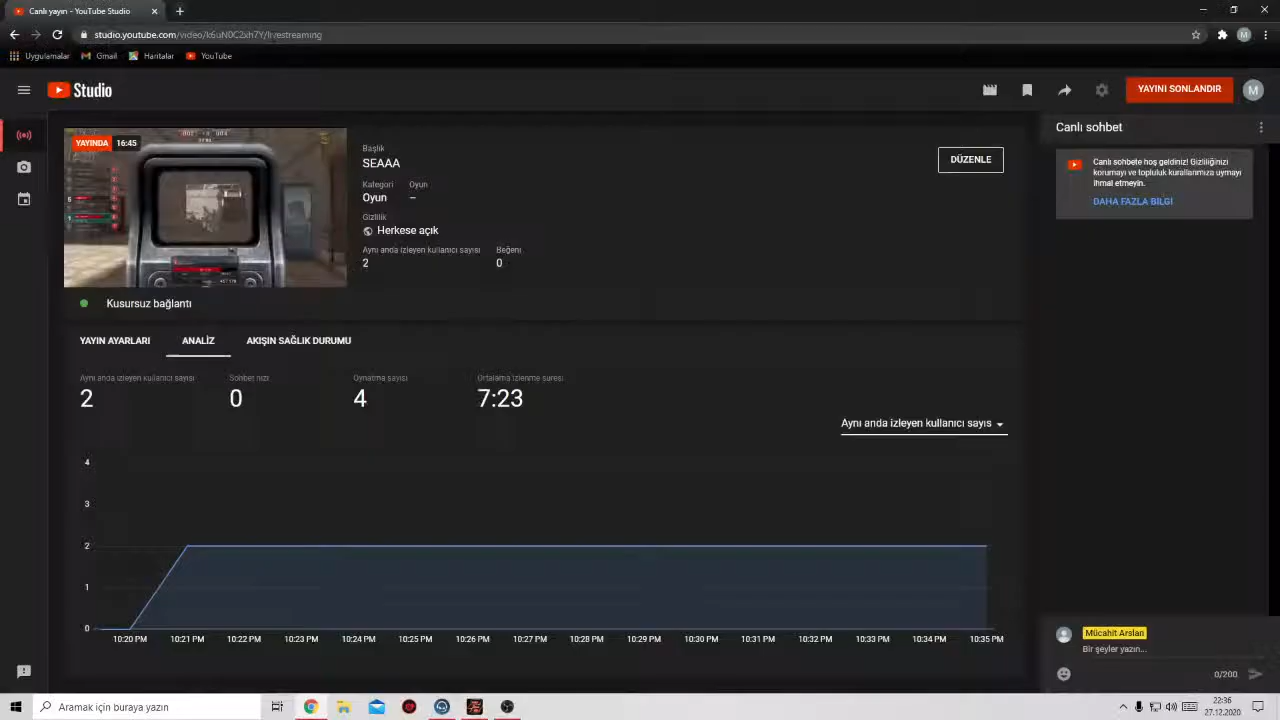 Canlı yayın - YouTube Studio
studio.youtube.com/video/k6uN0C2xh7Y/livestreaming
Uygulamalar
Gmail
Haritalar
YouTube
Studio
YAYINI SONLANDIR
M
YAYINDA
16:45
Başlık
SEAAA
DÜZENLE
Kategori
Oyun
Oyun
–
Gizlilik
Herkese açık
Aynı anda izleyen kullanıcı sayısı
Beğeni
2
0
Kusursuz bağlantı
YAYIN AYARLARI
ANALİZ
AKIŞIN SAĞLIK DURUMU
Aynı anda izleyen kullanıcı sayısı
Sohbet hızı
Oynatma sayısı
Ortalama izlenme süresi
2
0
4
7:23
Aynı anda izleyen kullanıcı sayıs
4
3
2
1
0
10:20 PM
10:21 PM
10:22 PM
10:23 PM
10:24 PM
10:25 PM
10:26 PM
10:27 PM
10:28 PM
10:29 PM
10:30 PM
10:31 PM
10:32 PM
10:33 PM
10:34 PM
10:35 PM
Canlı sohbet
Canlı sohbete hoş geldiniz! Gizliliğinizi
korumayı ve topluluk kurallarımıza uymayı
ihmal etmeyin.
DAHA FAZLA BİLGİ
Mücahit Arslan
Bir şeyler yazın...
0/200
Aramak için buraya yazın
22:36
27.12.2020